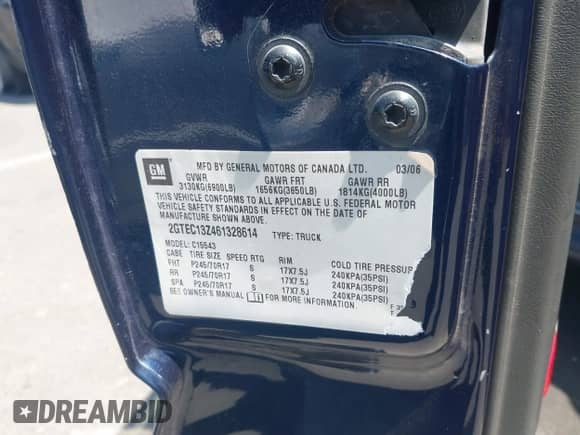 GM
MFD BY GENERAL MOTORS OF CANADA LTD. 03/06
GVWR GAWR FRT GAWR RR
3130KG(6900LB) 1656KG(3650LB) 1814KG(4000LB)
THIS VEHICLE CONFORMS TO ALL APPLICABLE U.S. FEDERAL MOTOR
VEHICLE SAFETY STANDARDS IN EFFECT ON THE DATE OF
MANUFACTURE SHOWN ABOVE.
2GTEC13Z461328614 TYPE: TRUCK
MODEL: C15543
CABE TIRE SIZE SPEED RTG RIM COLD TIRE PRESSUR
FRT P245/70R17 S 17X7.5J 240KPA(35PSI)
RR P245/70R17 S 17X7.5J 240KPA(35PSI)
SPA P245/70R17 S 17X7.5J 240KPA(35PSI)
SEE OWNER'S MANUAL FOR MORE INFORMATION.
DREAMBID